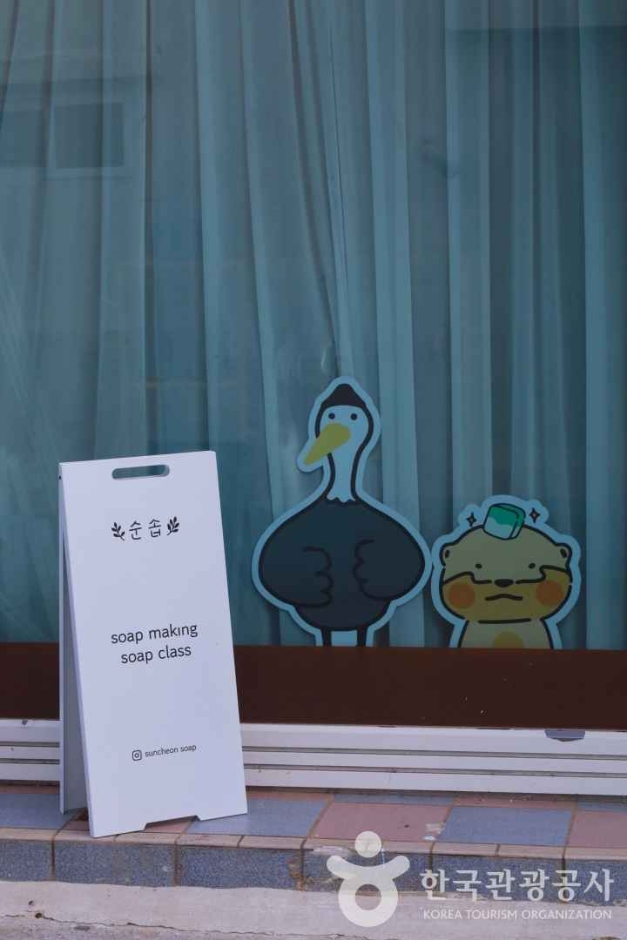 순솝
soap making
soap class
suncheon soap
한국관광공사
KOREA TOURISM ORGANIZATION